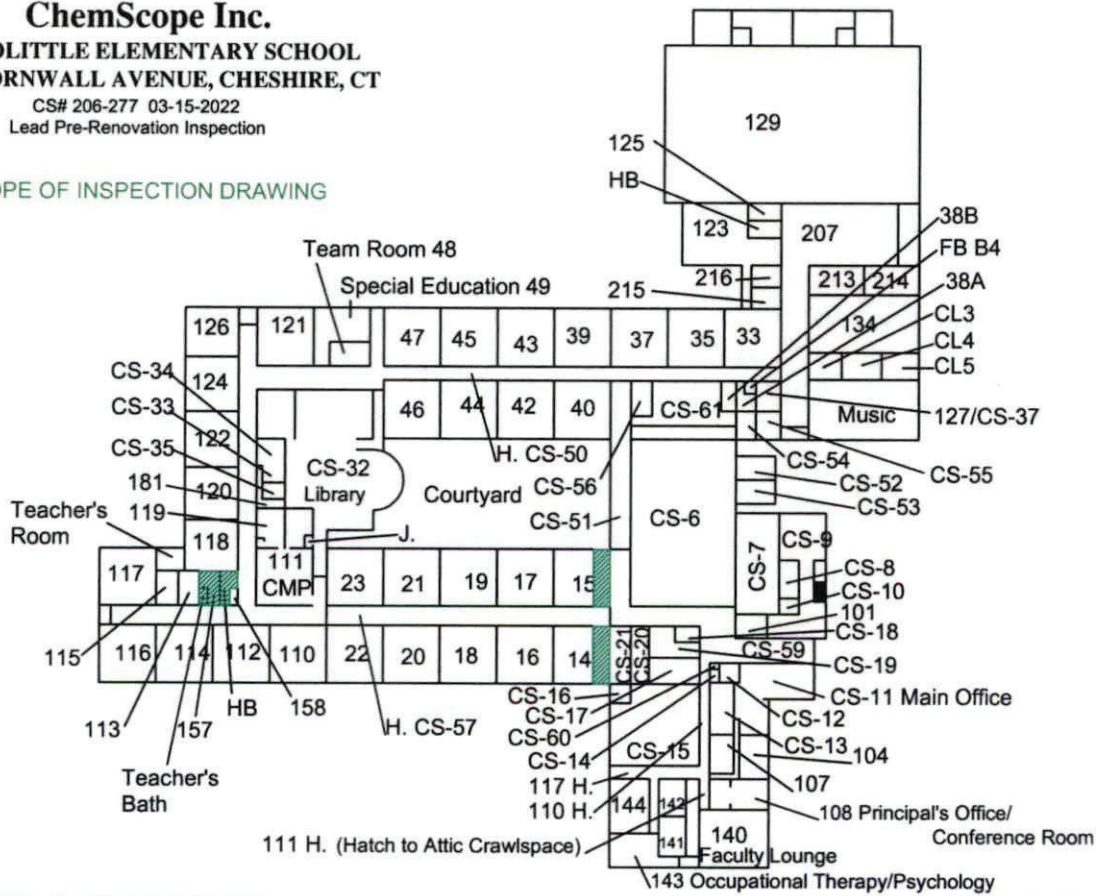 ChemScope Inc.
OLITTLE ELEMENTARY SCHOOL
ORNWALL AVENUE, CHESHIRE, CT
CS# 206-277 03-15-2022
Lead Pre-Renovation Inspection
OPE OF INSPECTION DRAWING
129
125
HB
123
207
38B
FB B4
38A
CL3
CL4
CL5
216
215
213
214
134
Team Room 48
Special Education 49
126
121
47
45
43
39
37
35
33
124
CS-34
CS-33
CS-35
122
46
44
42
40
CS-61
Music
127/CS-37
H. CS-50
CS-56
CS-54
CS-55
CS-32
Library
Courtyard
CS-52
CS-53
181
120
119
CS-51
CS-6
Teacher's
Room
118
J.
117
111
CMP
23
21
19
17
15
CS-7
CS-9
CS-8
CS-10
101
CS-18
CS-59
CS-19
115
116
114
112
110
22
20
18
16
14
CS-21
CS-20
CS-11 Main Office
CS-16
CS-17
CS-60
CS-14
CS-12
CS-13
113
157
HB
158
H. CS-57
CS-15
104
107
Teacher's
Bath
117 H.
110 H.
144
142
141
108 Principal's Office/
Conference Room
111 H. (Hatch to Attic Crawlspace)
140
Faculty Lounge
143 Occupational Therapy/Psychology